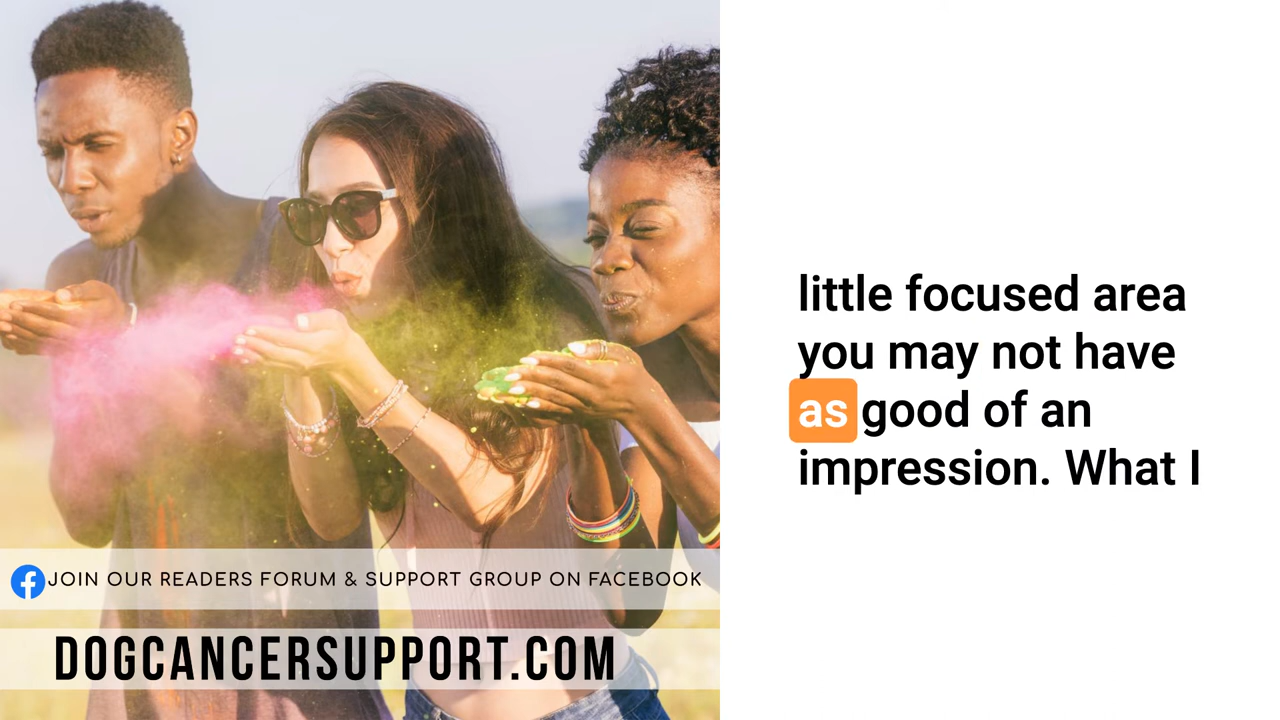 little focused area
you may not have
as good of an
impression. What I
JOIN OUR READERS FORUM & SUPPORT GROUP ON FACEBOOK
DOGCANCERSUPPORT.COM